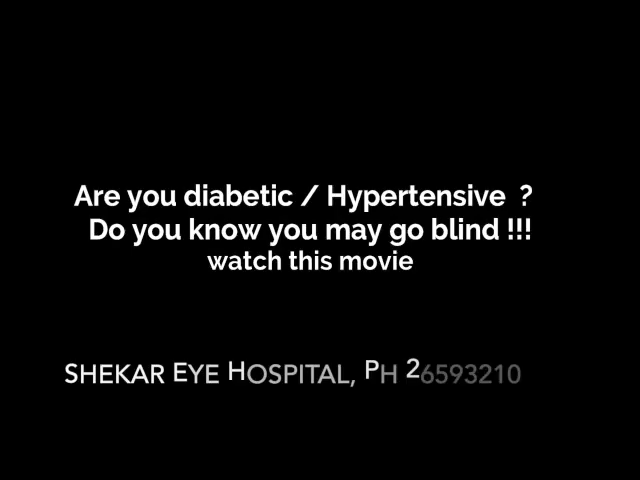 Are you diabetic / Hypertensive ?
Do you know you may go blind !!!
watch this movie
SHEKAR EYE HOSPITAL, PH 26593210